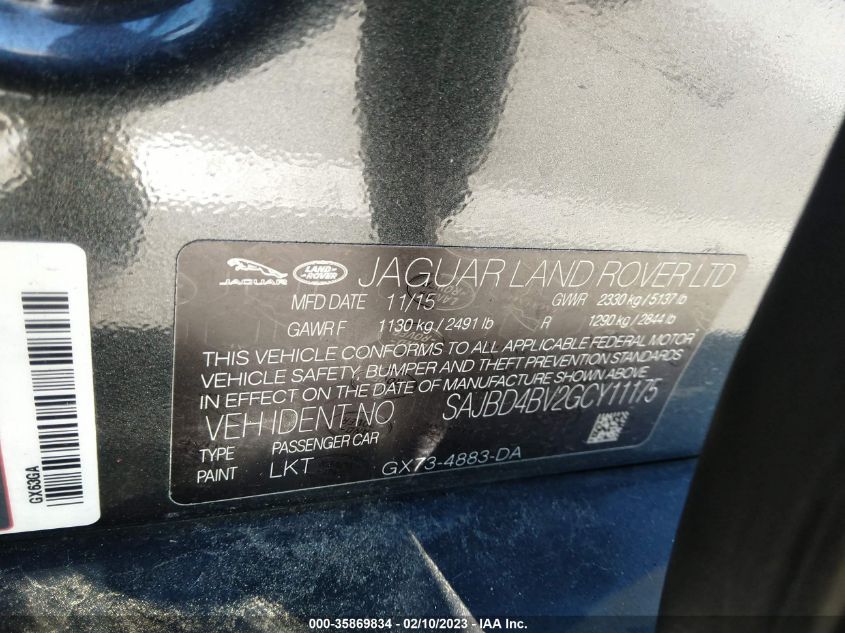 JAGUAR LAND ROVER JAGUAR LAND ROVER LTD
MFD DATE 11/15 GVWR 2330 kg / 5137 lb
GAWR F 1130 kg / 2491 lb R 1290 kg / 2844 lb
THIS VEHICLE CONFORMS TO ALL APPLICABLE FEDERAL MOTOR
VEHICLE SAFETY, BUMPER AND THEFT PREVENTION STANDARDS
IN EFFECT ON THE DATE OF MANUFACTURE SHOWN ABOVE.
VEH IDENT NO SAJBD4BV2GCY11175
TYPE PASSENGER CAR
PAINT LKT GX73-4883-DA
GX63GA
000-35869834 - 02/10/2023 - IAA Inc.